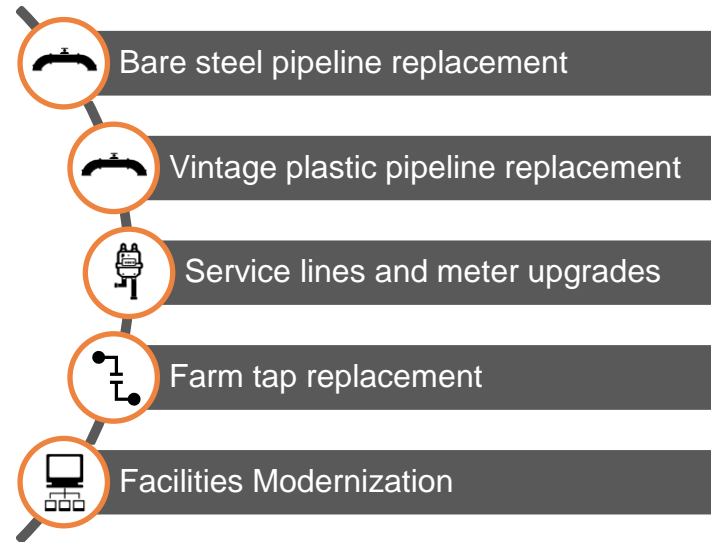 Bare steel pipeline replacement
Vintage plastic pipeline replacement
Service lines and meter upgrades
Farm tap replacement
Facilities Modernization